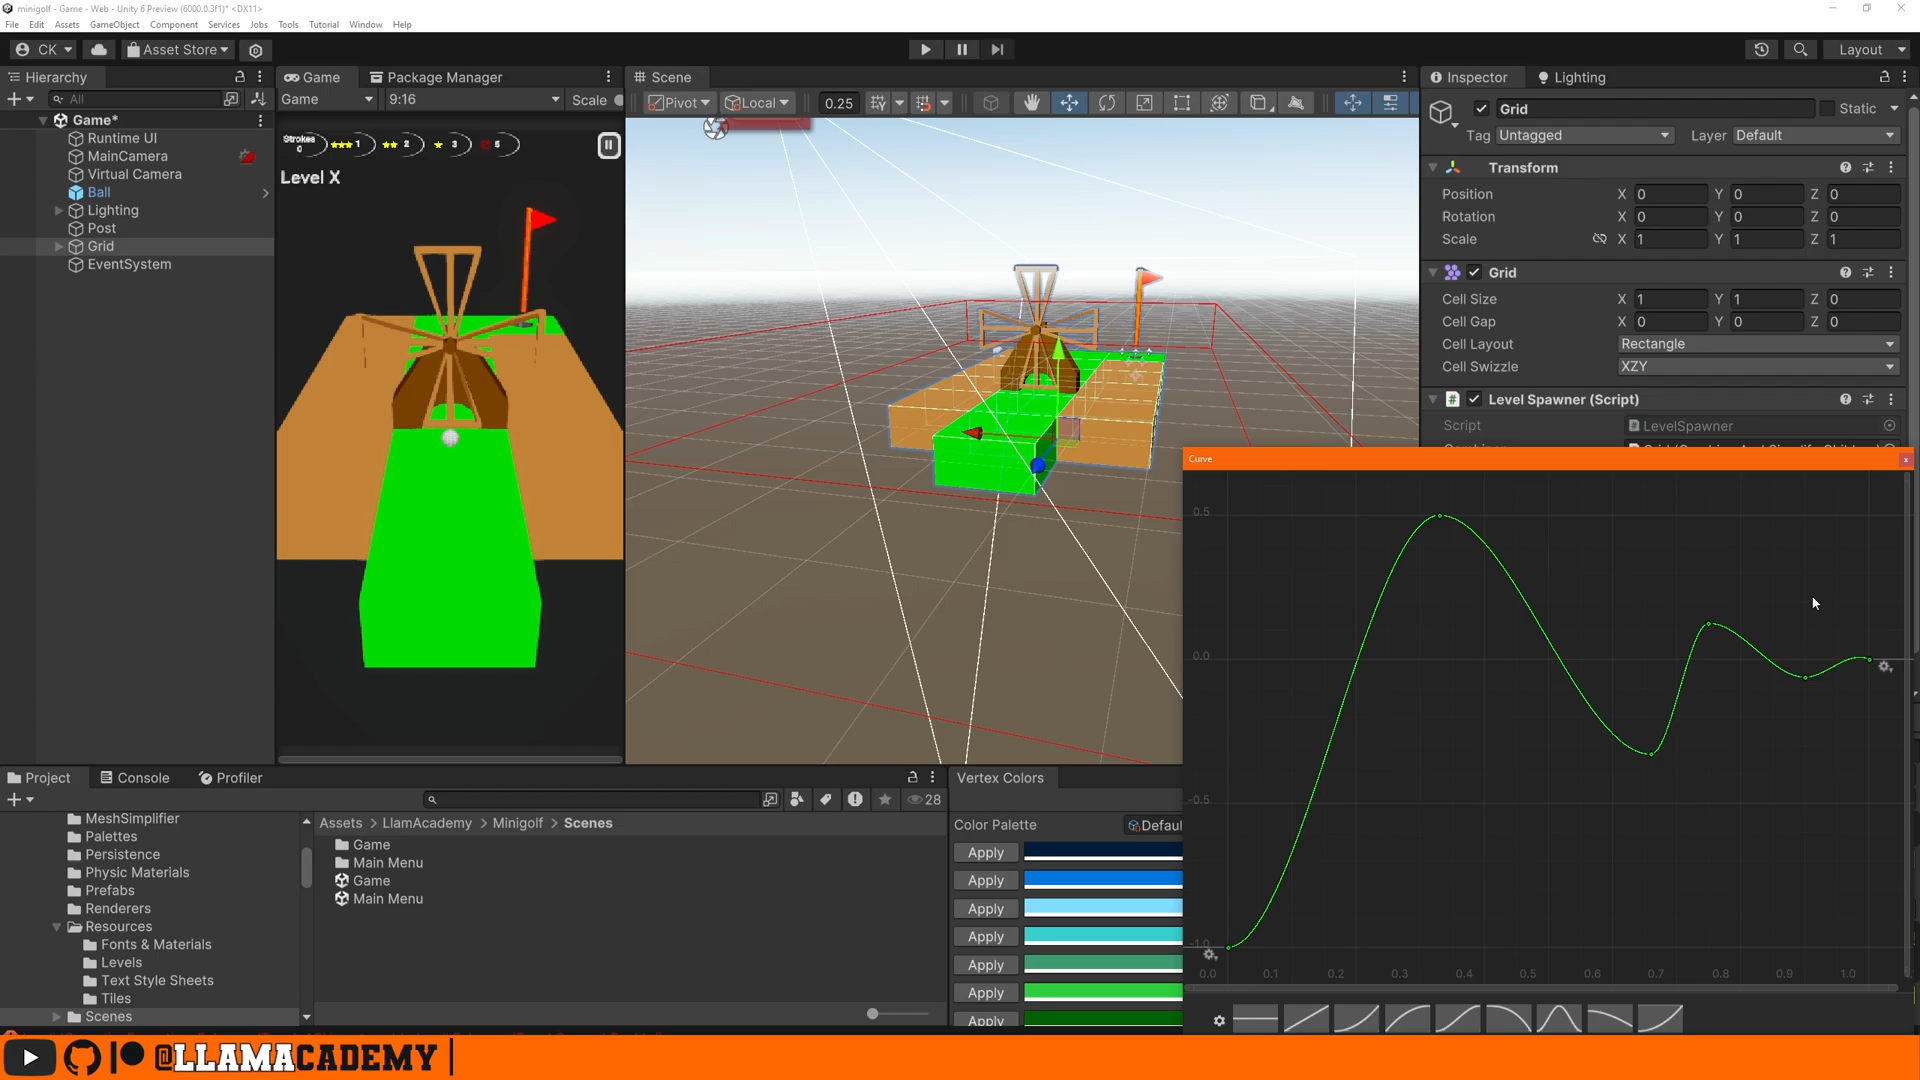 minigolf - Game - Web - Unity 6 Preview (6000.0.3f1)* <DX11>
File Edit Assets GameObject Component Services Jobs Tools Tutorial Window Help
CK Asset Store Layout
Hierarchy
All
Game*
Runtime UI
MainCamera
Virtual Camera
Ball
Lighting
Post
Grid
EventSystem
Game Package Manager
Game 9:16 Scale
Strokes
0
1 2 3 5
Level X
Scene
Pivot Local 0.25
Inspector Lighting
Grid Static
Tag Untagged Layer Default
Transform
Position X 0 Y 0 Z 0
Rotation X 0 Y 0 Z 0
Scale X 1 Y 1 Z 1
Grid
Cell Size X 1 Y 1 Z 0
Cell Gap X 0 Y 0 Z 0
Cell Layout Rectangle
Cell Swizzle XZY
Level Spawner (Script)
Script LevelSpawner
Curve
0.5
0.0
-0.5
-1.0
0.0 0.1 0.2 0.3 0.4 0.5 0.6 0.7 0.8 0.9 1.0
Project Console Profiler
28
MeshSimplifier
Palettes
Persistence
Physic Materials
Prefabs
Renderers
Resources
Fonts & Materials
Levels
Text Style Sheets
Tiles
Scenes
Assets > LlamAcademy > Minigolf > Scenes
Game
Main Menu
Game
Main Menu
Vertex Colors
Color Palette Defaul
Apply
Apply
Apply
Apply
Apply
Apply
Apply
@LLAMACADEMY